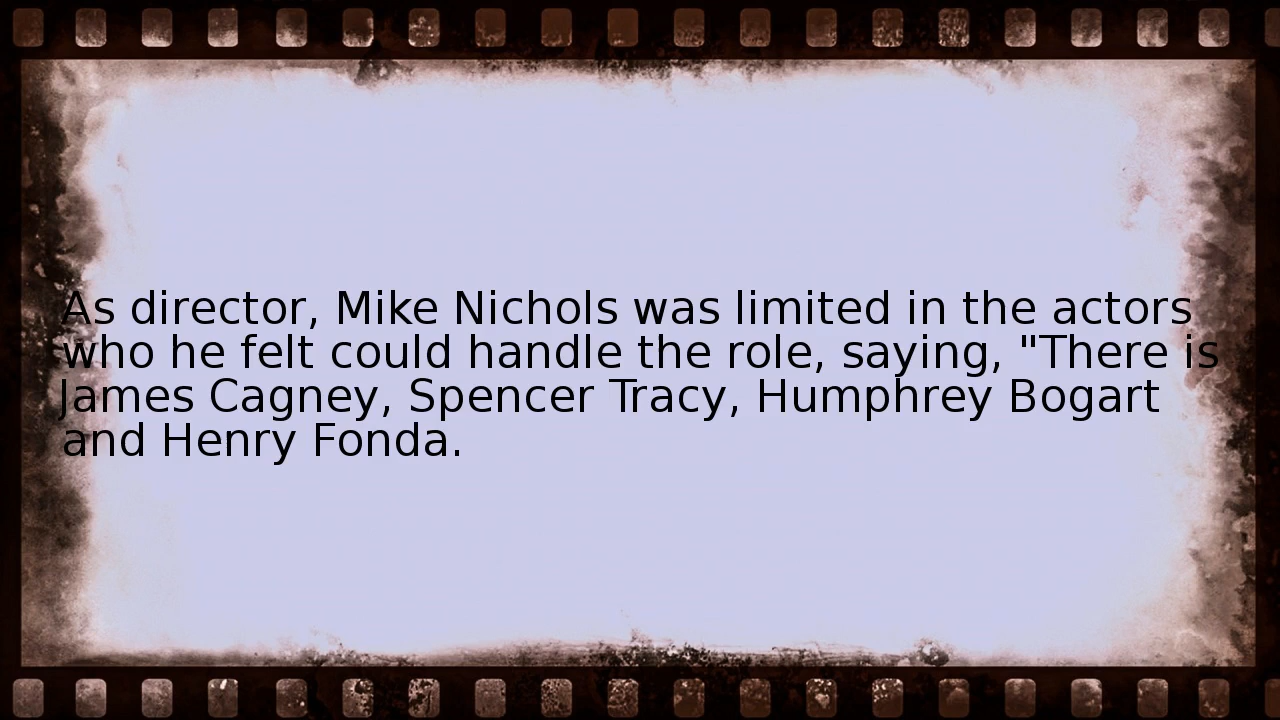 As director, Mike Nichols was limited in the actors
who he felt could handle the role, saying, "There is
James Cagney, Spencer Tracy, Humphrey Bogart
and Henry Fonda.